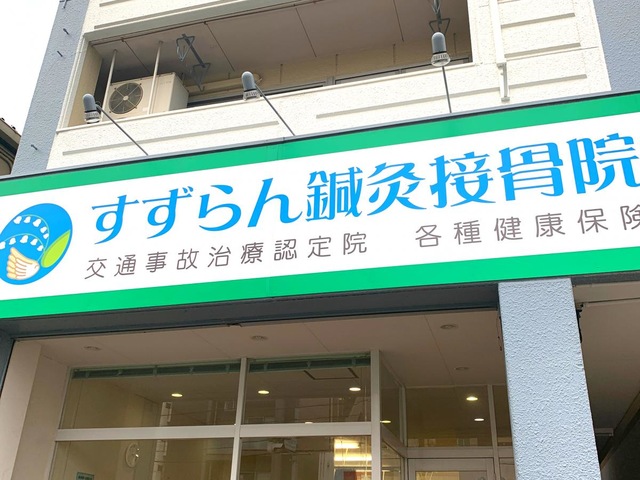 すずらん鍼灸接骨院
交通事故治療認定院 各種健康保険